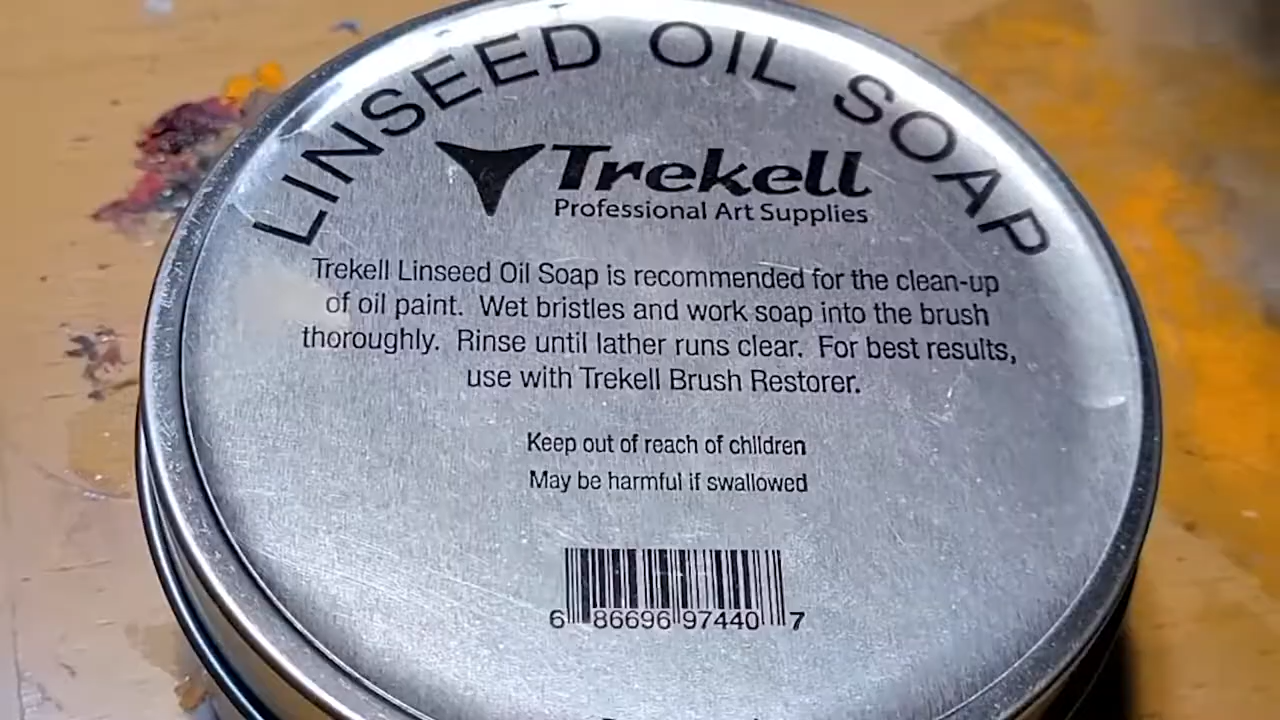 LINSEED OIL SOAP
Trekell
Professional Art Supplies
Trekell Linseed Oil Soap is recommended for the clean-up
of oil paint. Wet bristles and work soap into the brush
thoroughly. Rinse until lather runs clear. For best results,
use with Trekell Brush Restorer.
Keep out of reach of children
May be harmful if swallowed
6 86696 97440 7